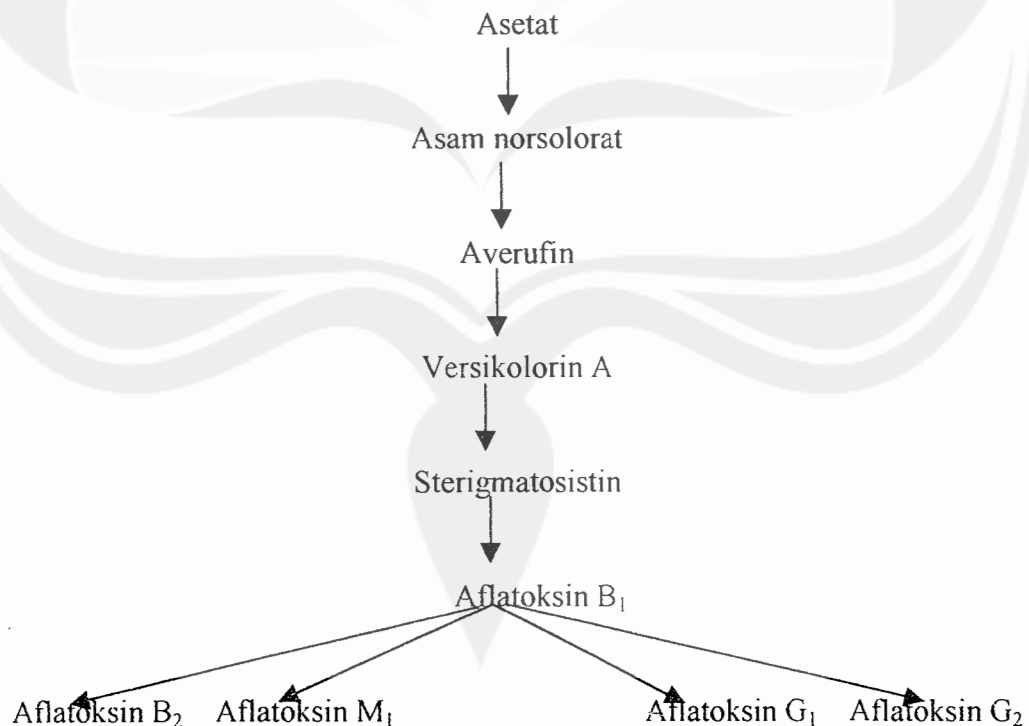 Asetat
Asam norsolorat
Averufin
Versikolorin A
Sterigmatosistin
Aflatoksin B₁
Aflatoksin B₂ Aflatoksin M₁ Aflatoksin G₁ Aflatoksin G₂